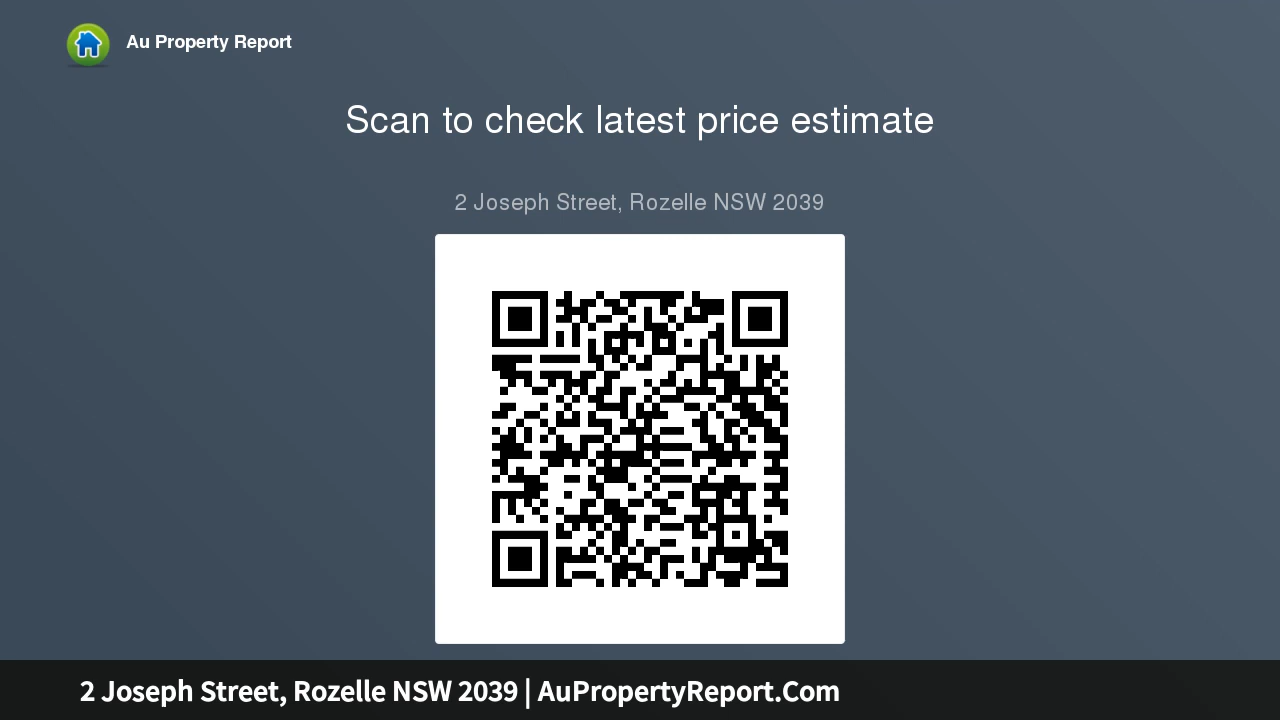 Au Property Report
Scan to check latest price estimate
2 Joseph Street, Rozelle NSW 2039
2 Joseph Street, Rozelle NSW 2039 | AuPropertyReport.Com